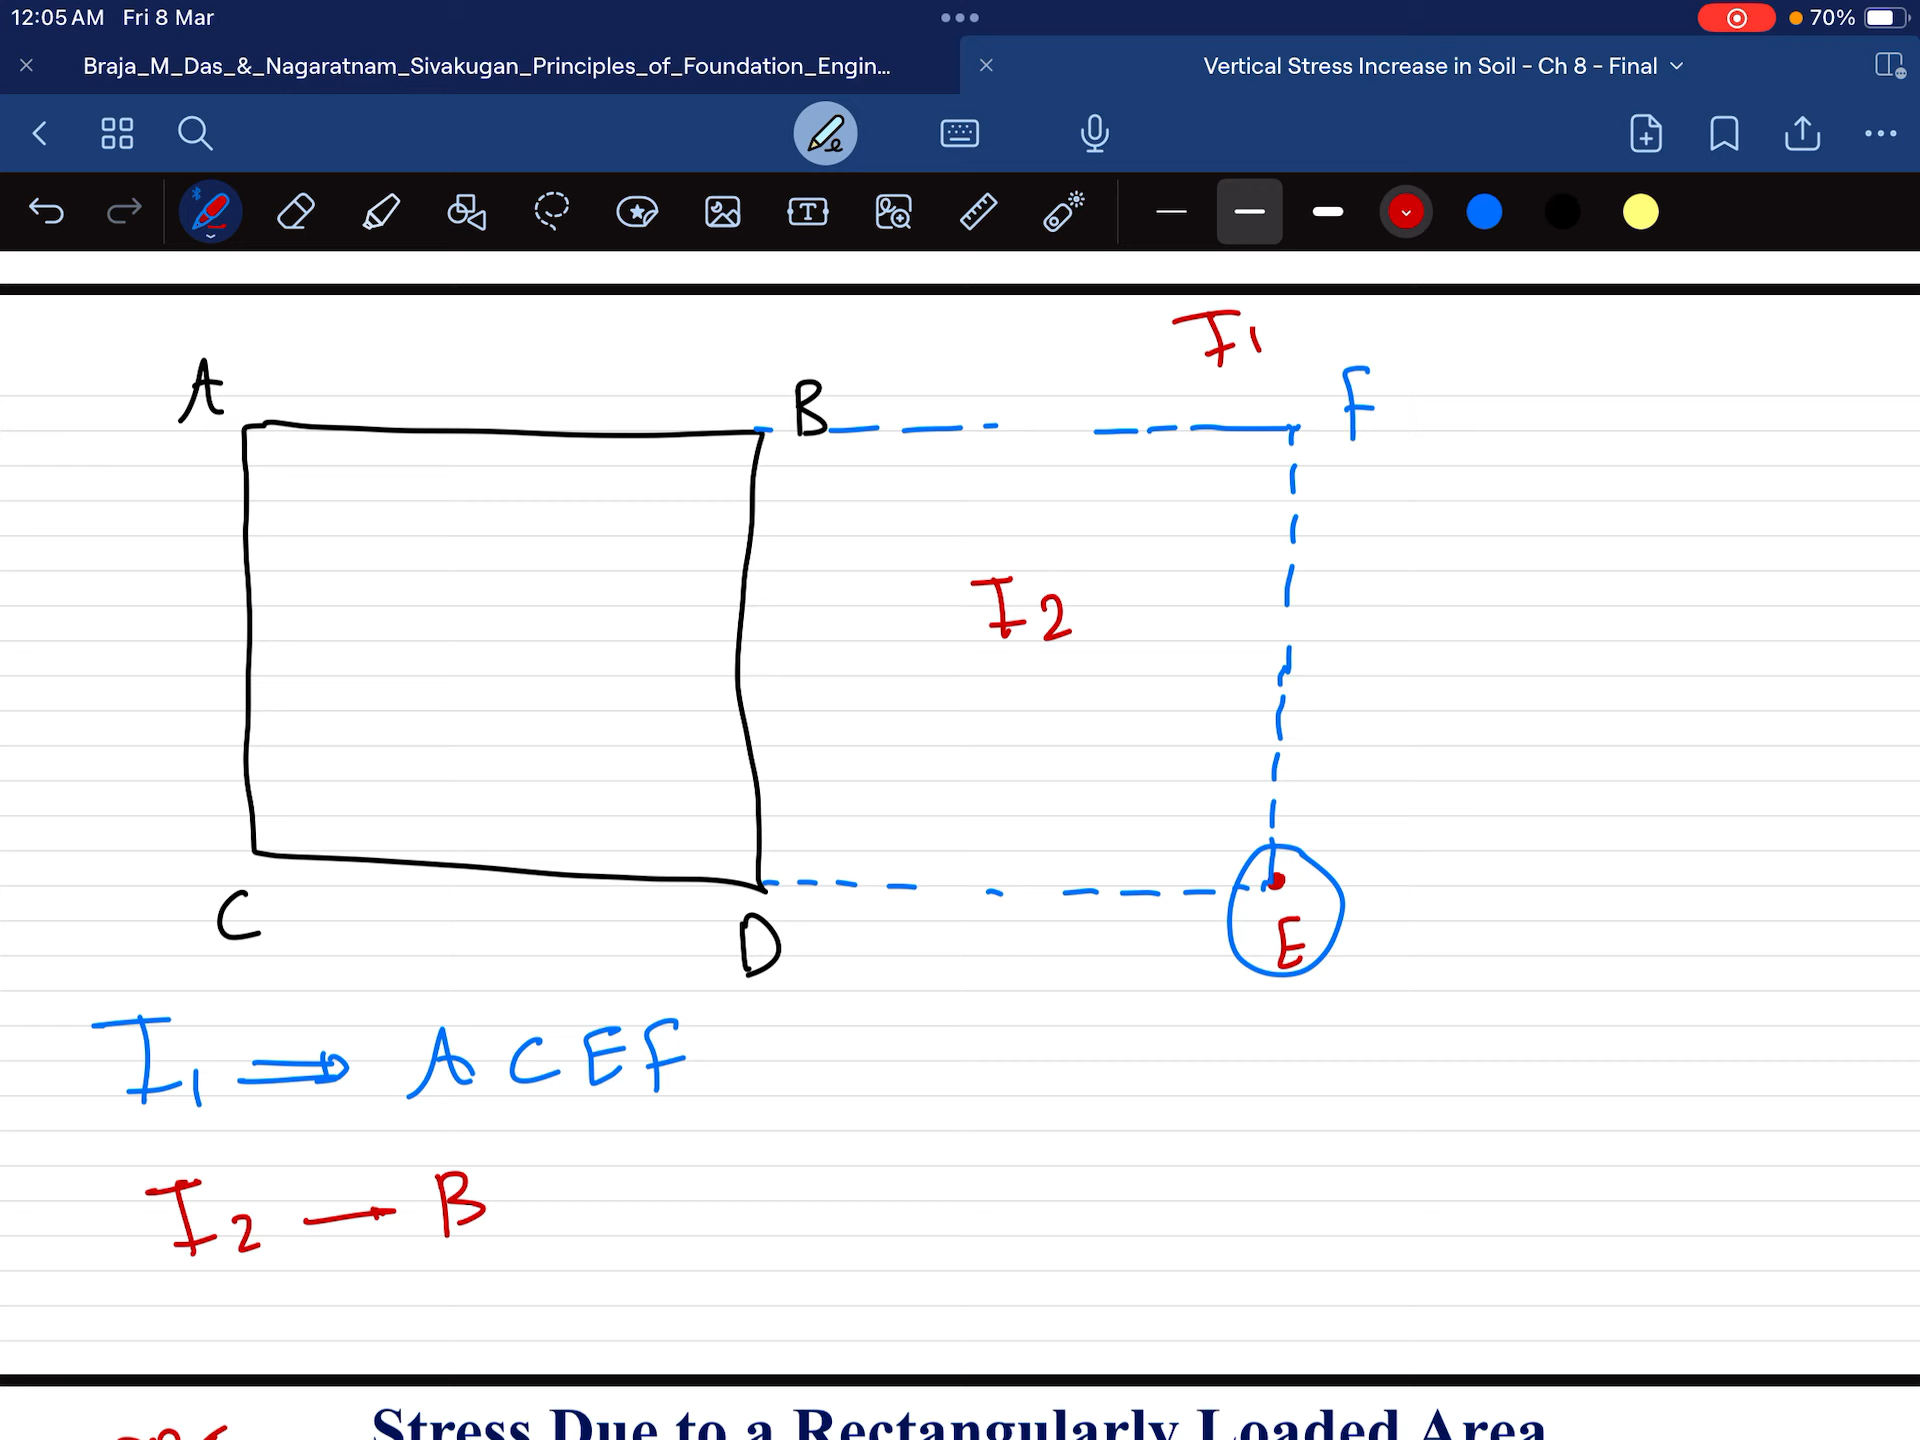 12:05 AM Fri 8 Mar
70%
Braja_M_Das_&_Nagaratnam_Sivakugan_Principles_of_Foundation_Engin...
Vertical Stress Increase in Soil - Ch 8 - Final
I1
A
B
F
I2
C
D
E
I1 ⇒ A C E F
I2 → B
Stress Due to a Rectangularly Loaded Area